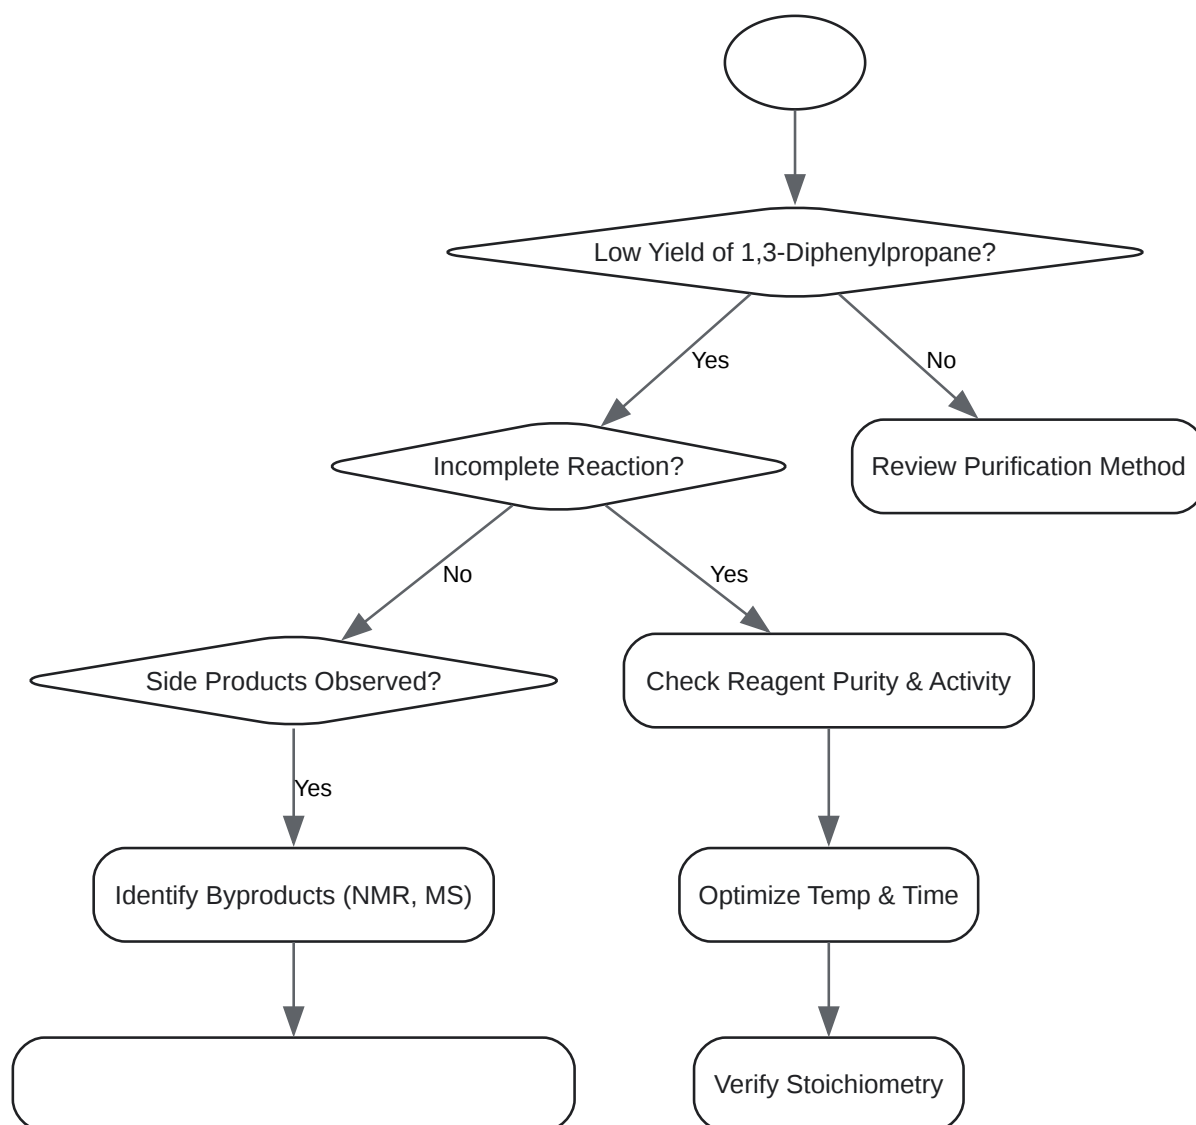 Low Yield of 1,3-Diphenylpropane?
Yes
No
Incomplete Reaction?
Review Purification Method
No
Yes
Side Products Observed?
Check Reagent Purity & Activity
Yes
Identify Byproducts (NMR, MS)
Optimize Temp & Time
Verify Stoichiometry